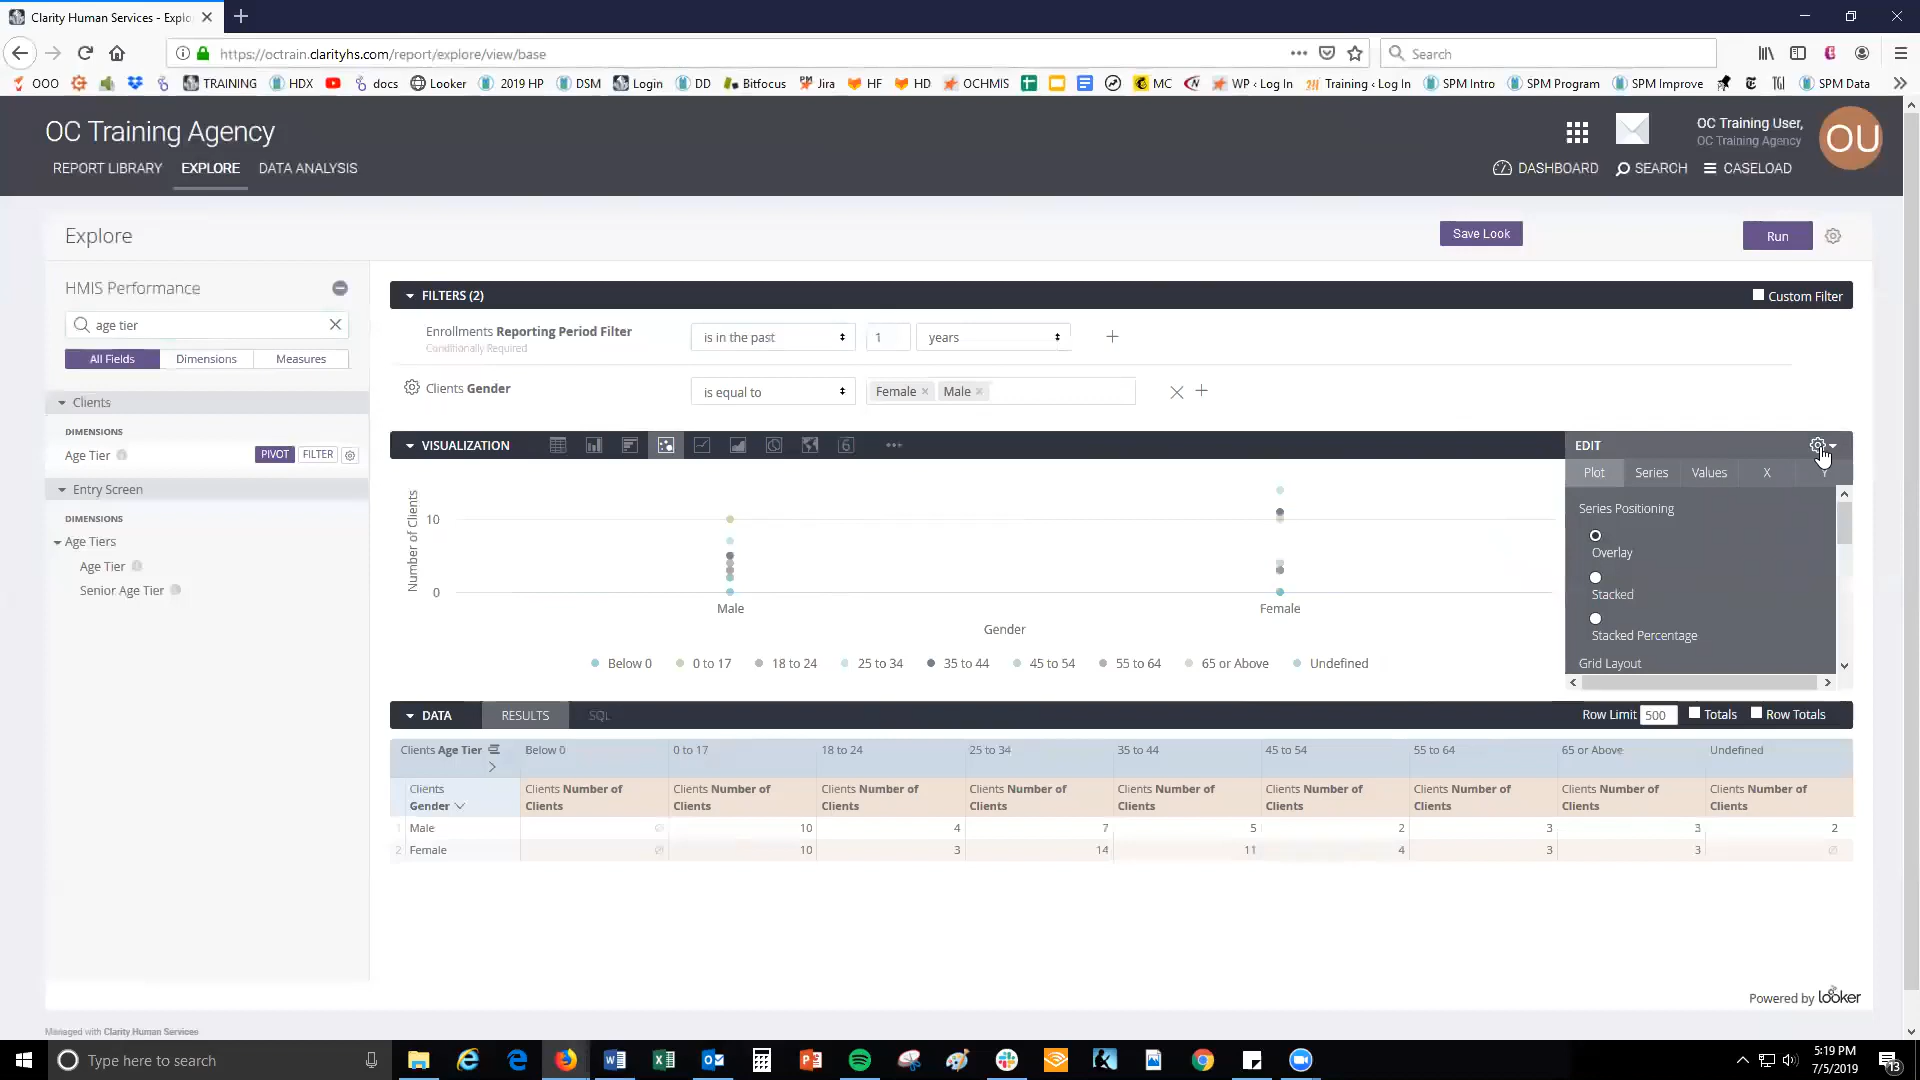 Clarity Human Services - Explo
https://octrain.clarityhs.com/report/explore/view/base
Search
OOO
TRAINING
HDX
docs
Looker
2019 HP
DSM
Login
DD
Bitfocus
Jira
HF
HD
OCHMIS
MC
WP ‹ Log In
Training ‹ Log In
SPM Intro
SPM Program
SPM Improve
SPM Data
OC Training Agency
OC Training User,
OC Training Agency
OU
REPORT LIBRARY
EXPLORE
DATA ANALYSIS
DASHBOARD
SEARCH
CASELOAD
Explore
Save Look
Run
HMIS Performance
age tier
All Fields
Dimensions
Measures
Clients
DIMENSIONS
Age Tier
PIVOT
FILTER
Entry Screen
DIMENSIONS
Age Tiers
Age Tier
Senior Age Tier
FILTERS (2)
Custom Filter
Enrollments Reporting Period Filter
Conditionally Required
is in the past
1
years
Clients Gender
is equal to
Female
Male
VISUALIZATION
EDIT
Plot
Series
Values
X
Y
Series Positioning
Overlay
Stacked
Stacked Percentage
Grid Layout
Number of Clients
10
0
Male
Female
Gender
Below 0
0 to 17
18 to 24
25 to 34
35 to 44
45 to 54
55 to 64
65 or Above
Undefined
DATA
RESULTS
SQL
Row Limit 500
Totals
Row Totals
Clients Age Tier Below 0 0 to 17 18 to 24 25 to 34 35 to 44 45 to 54 55 to 64 65 or Above Undefined
Clients Clients Number of Clients Number of Clients Number of Clients Number of Clients Number of Clients Number of Clients Number of Clients Number of Clients Number of
Gender Clients Clients Clients Clients Clients Clients Clients Clients Clients
1 Male ∅ 10 4 7 5 2 3 3 2
2 Female ∅ 10 3 14 11 4 3 3 ∅
Powered by looker
Managed with Clarity Human Services
Type here to search
5:19 PM
7/5/2019
13